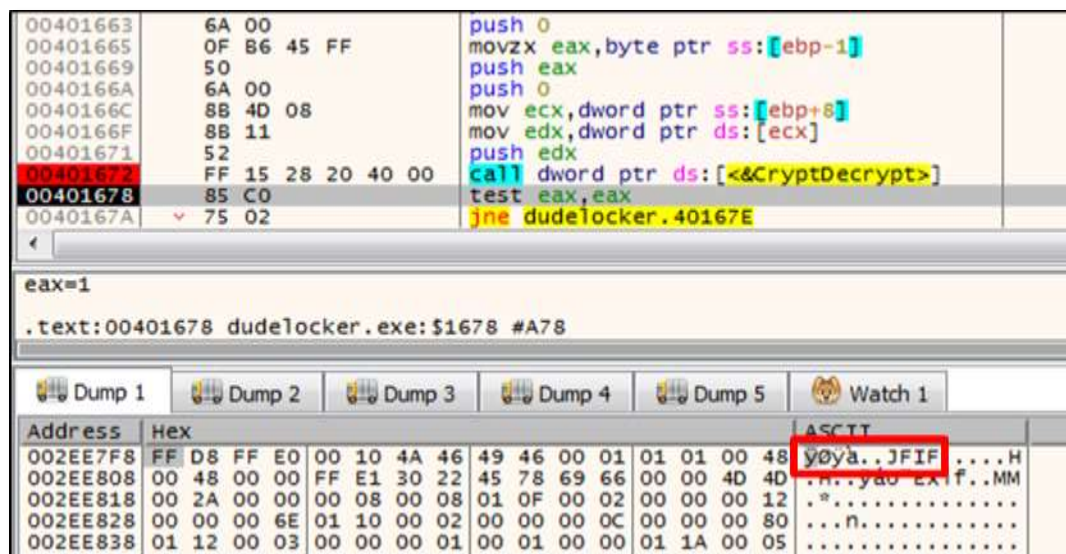 00401663 6A 00 push 0
00401665 0F B6 45 FF movzx eax,byte ptr ss:[ebp-1]
00401669 50 push eax
0040166A 6A 00 push 0
0040166C 8B 4D 08 mov ecx,dword ptr ss:[ebp+8]
0040166F 8B 11 mov edx,dword ptr ds:[ecx]
00401671 52 push edx
00401672 FF 15 28 20 40 00 call dword ptr ds:[<&CryptDecrypt>]
00401678 85 C0 test eax,eax
0040167A 75 02 jne dudelocker.40167E
eax=1
.text:00401678 dudelocker.exe:$1678 #A78
Dump 1 Dump 2 Dump 3 Dump 4 Dump 5 Watch 1
Address Hex ASCII
002EE7F8 FF D8 FF E0 00 10 4A 46 49 46 00 01 01 01 00 48 ÿØÿà..JFIF.....H
002EE808 00 48 00 00 FF E1 30 22 45 78 69 66 00 00 4D 4D .H..ÿá0"Exif..MM
002EE818 00 2A 00 00 00 08 00 08 01 0F 00 02 00 00 00 12 .*..............
002EE828 00 00 00 6E 01 10 00 02 00 00 00 0C 00 00 00 80 ...n............
002EE838 01 12 00 03 00 00 00 01 00 01 00 00 01 1A 00 05 ................